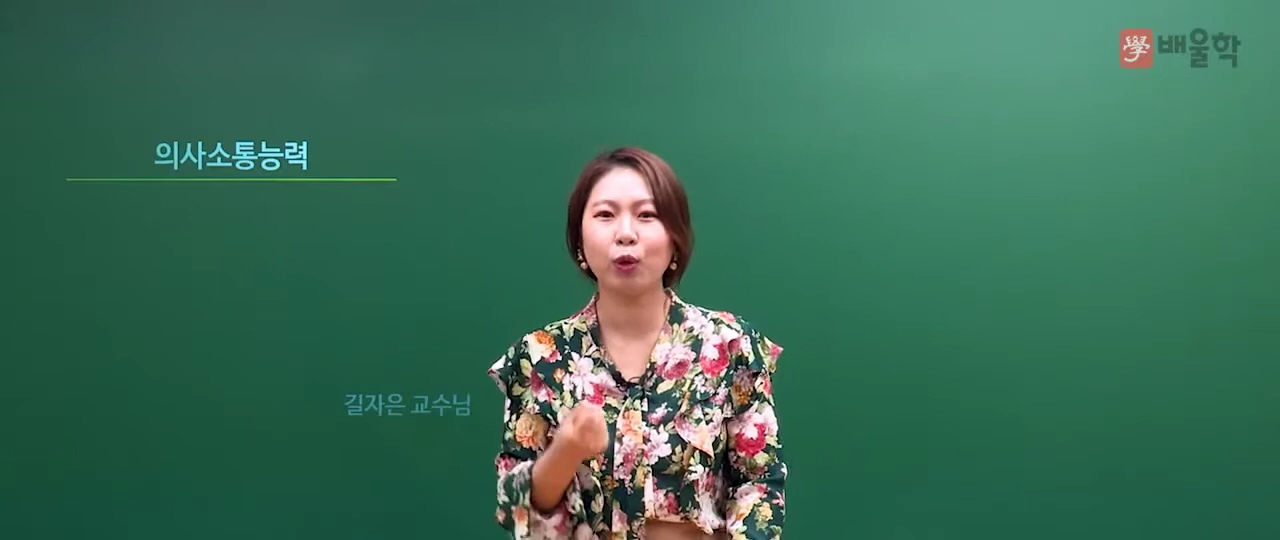 學 배울학
의사소통능력
길자은 교수님